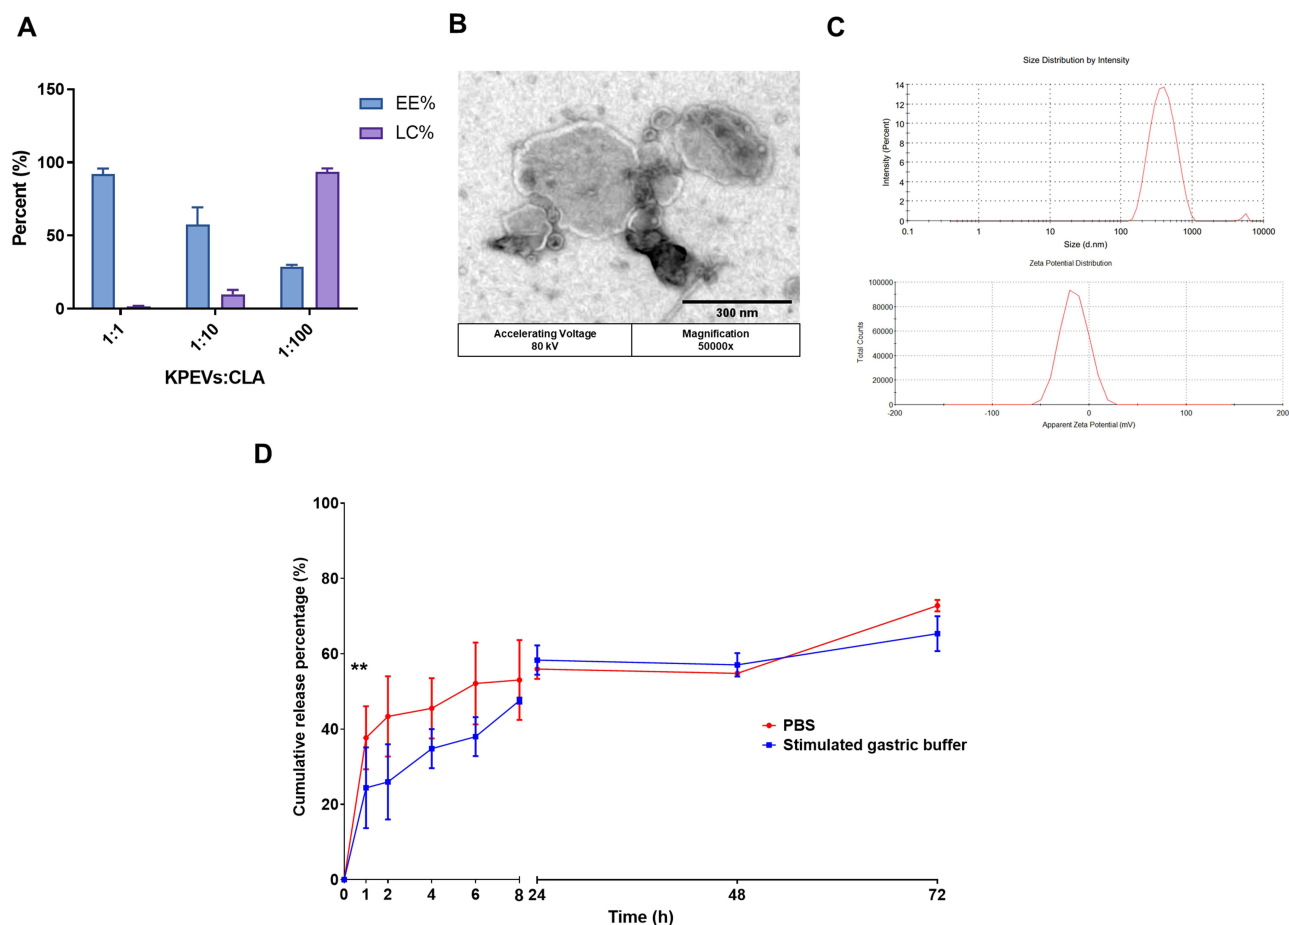 A
150
100
50
0
Percent (%)
EE%
LC%
1:1
1:10
1:100
KPEVs:CLA
B
300 nm
Accelerating Voltage
80 kV
Magnification
50000x
C
Size Distribution by Intensity
14
12
10
8
6
4
2
0
Intensity (Percent)
0.1
1
10
100
1000
10000
Size (d.nm)
Zeta Potential Distribution
100000
80000
60000
40000
20000
0
Total Counts
-200
-100
0
100
200
Apparent Zeta Potential (mV)
D
100
80
60
40
20
0
Cumulative release percentage (%)
**
PBS
Stimulated gastric buffer
0
1
2
4
6
8
24
48
72
Time (h)